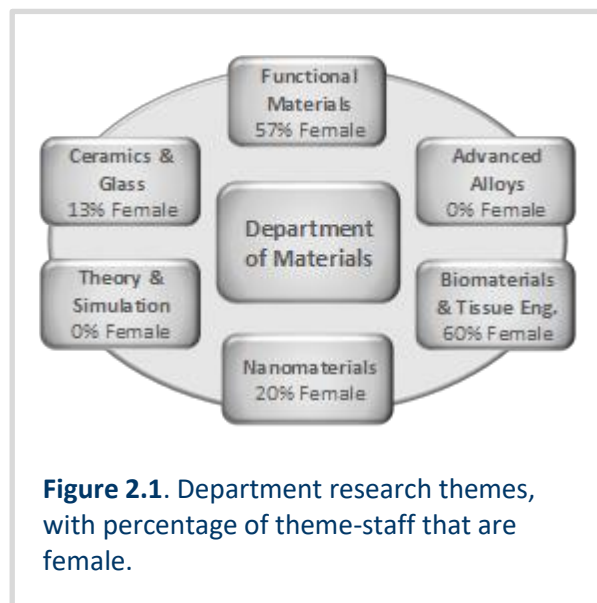 Functional
Materials
57% Female
Ceramics &
Glass
13% Female
Advanced
Alloys
0% Female
Department
of Materials
Theory &
Simulation
0% Female
Biomaterials
& Tissue Eng.
60% Female
Nanomaterials
20% Female
Figure 2.1. Department research themes,
with percentage of theme-staff that are
female.